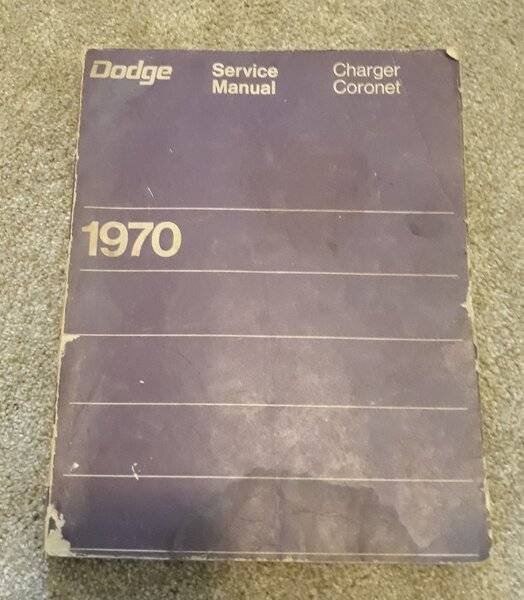 Dodge
Service
Manual
Charger
Coronet
1970